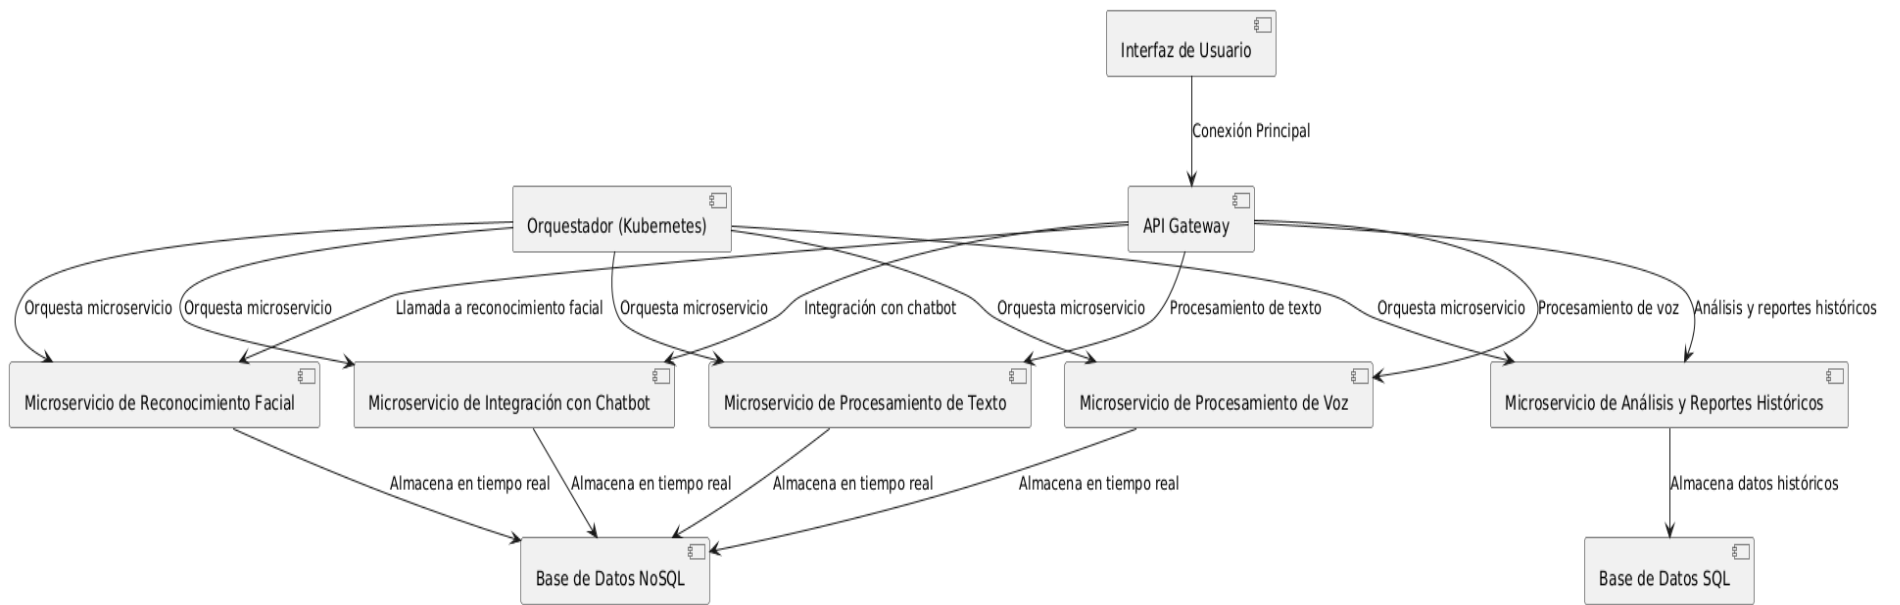 Interfaz de Usuario
Conexión Principal
Orquestador (Kubernetes)
API Gateway
Orquesta microservicio
Orquesta microservicio
Llamada a reconocimiento facial
Orquesta microservicio
Integración con chatbot
Orquesta microservicio
Procesamiento de texto
Orquesta microservicio
Procesamiento de voz
Análisis y reportes históricos
Microservicio de Reconocimiento Facial
Microservicio de Integración con Chatbot
Microservicio de Procesamiento de Texto
Microservicio de Procesamiento de Voz
Microservicio de Análisis y Reportes Históricos
Almacena en tiempo real
Almacena en tiempo real
Almacena en tiempo real
Almacena en tiempo real
Almacena datos históricos
Base de Datos NoSQL
Base de Datos SQL